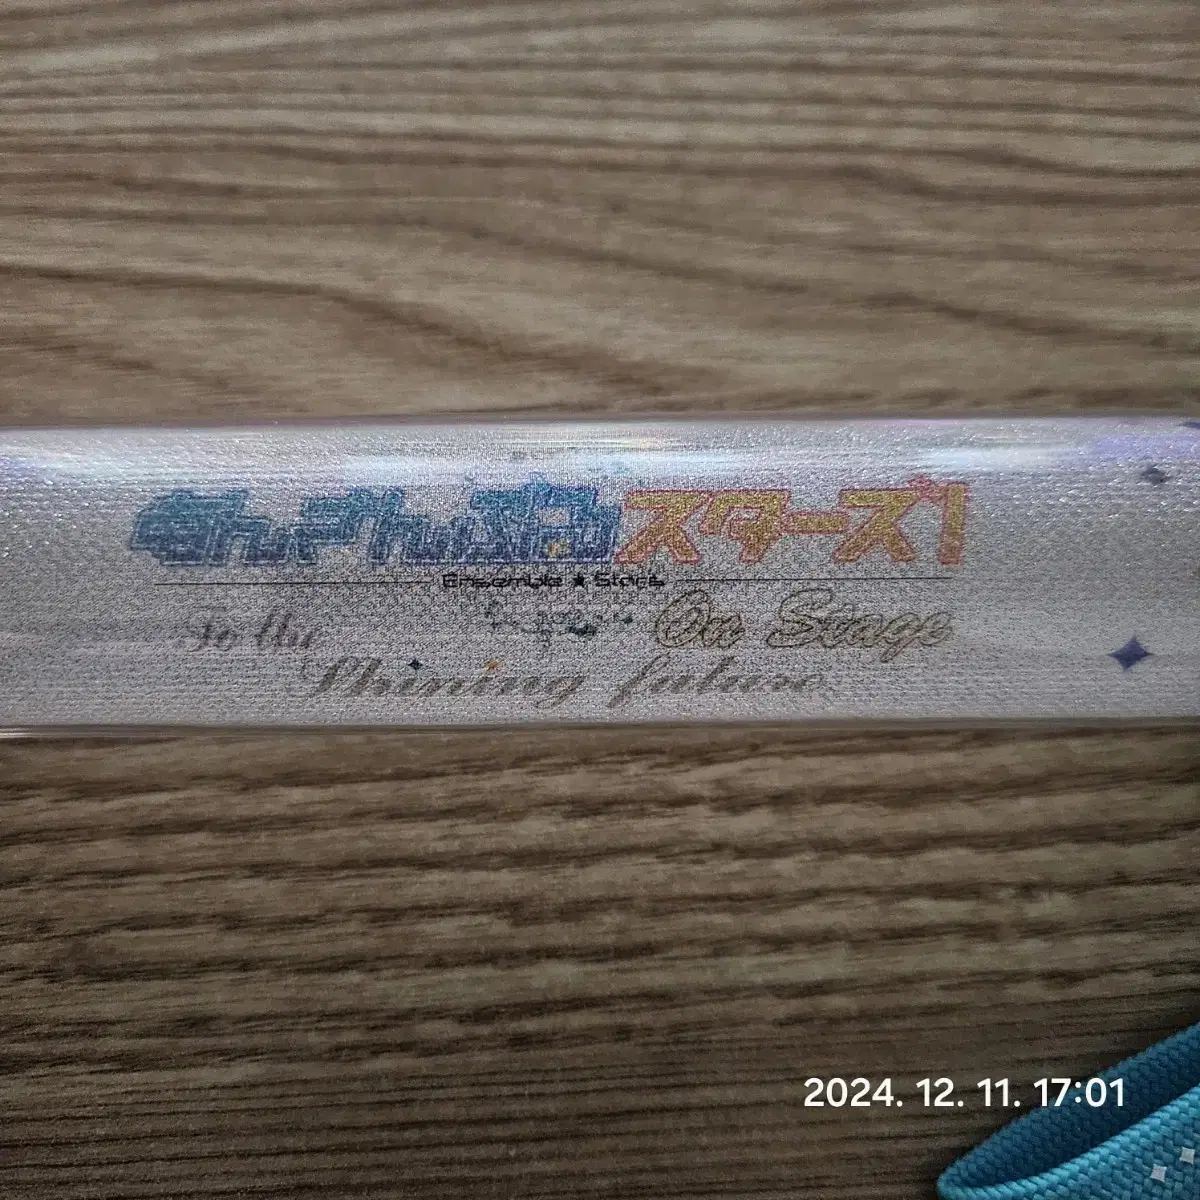 あんさんぶるスターズ！
Ensemble★Stars
On Stage
To the
Shining future
2024. 12. 11. 17:01